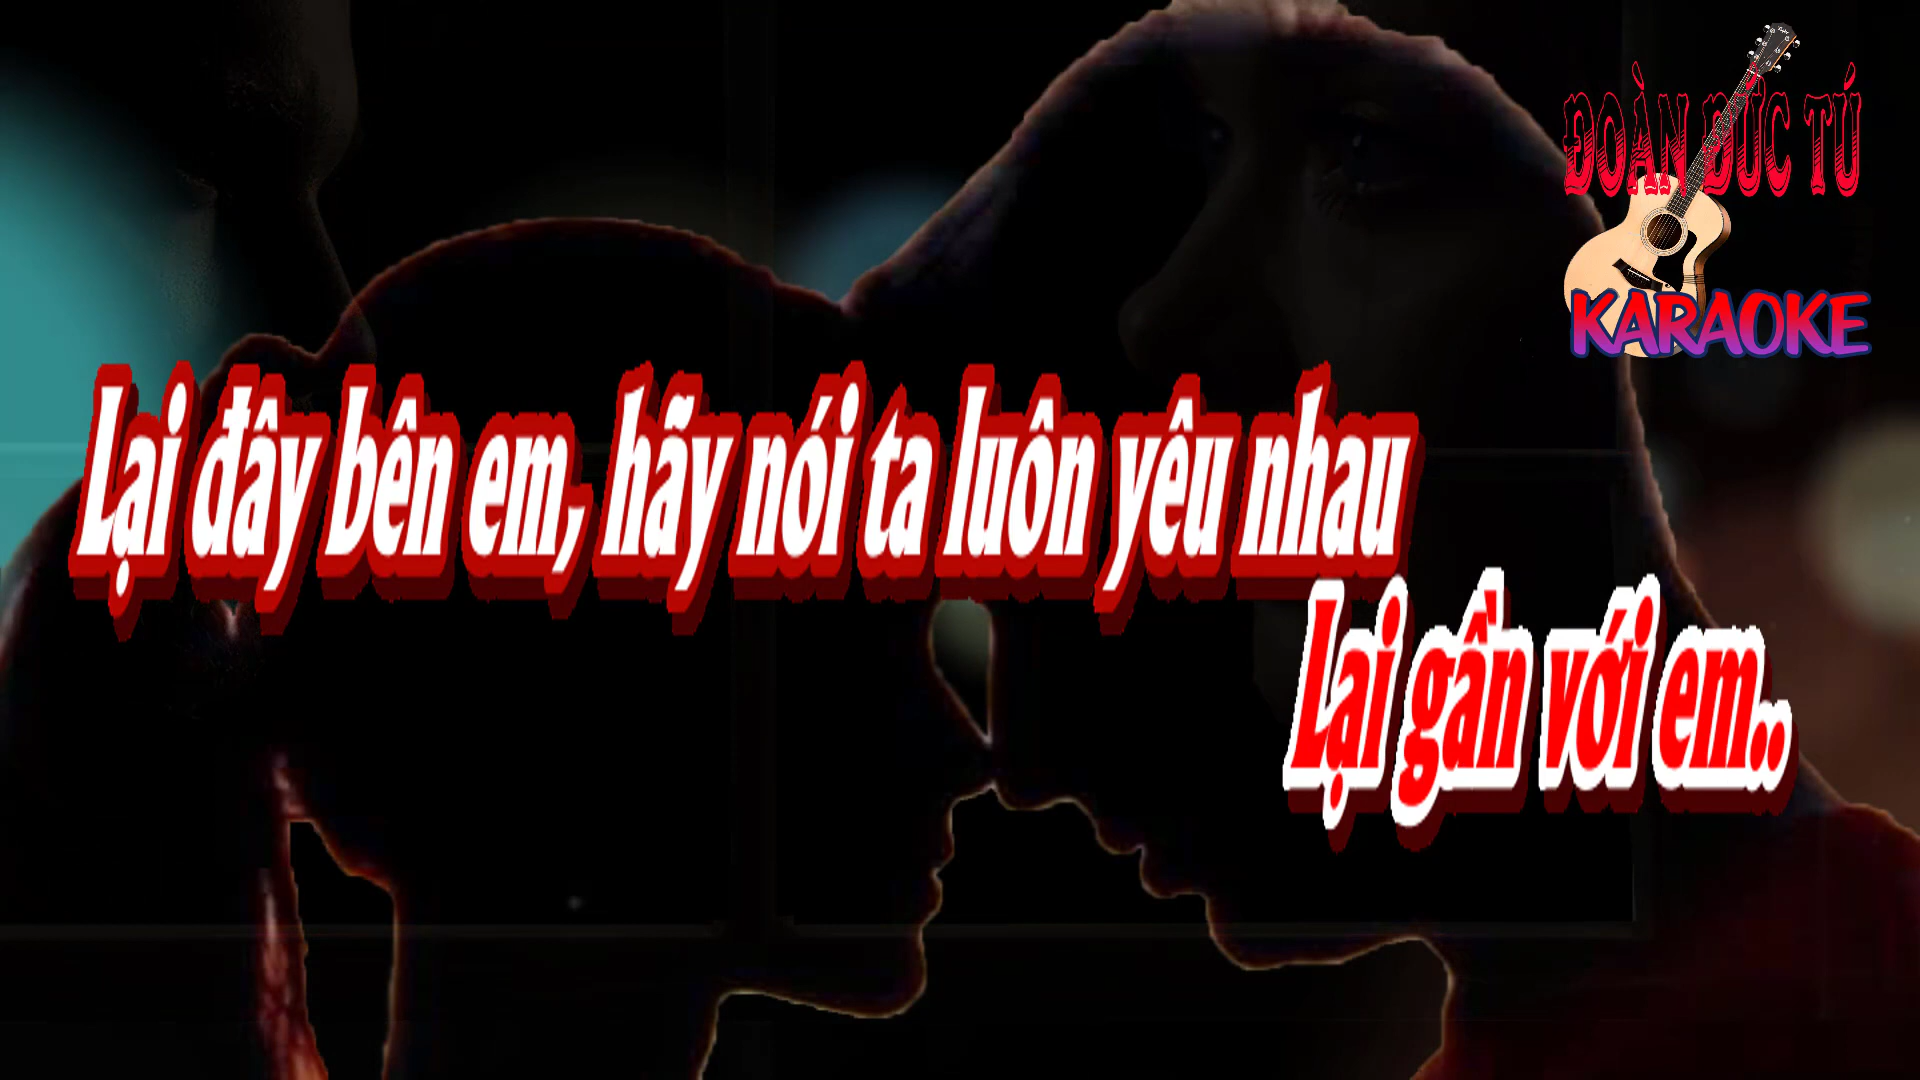 ĐOÀN ĐỨC TÚ
KARAOKE
Lại đây bên em, hãy nói ta luôn yêu nhau
Lại gần với em..